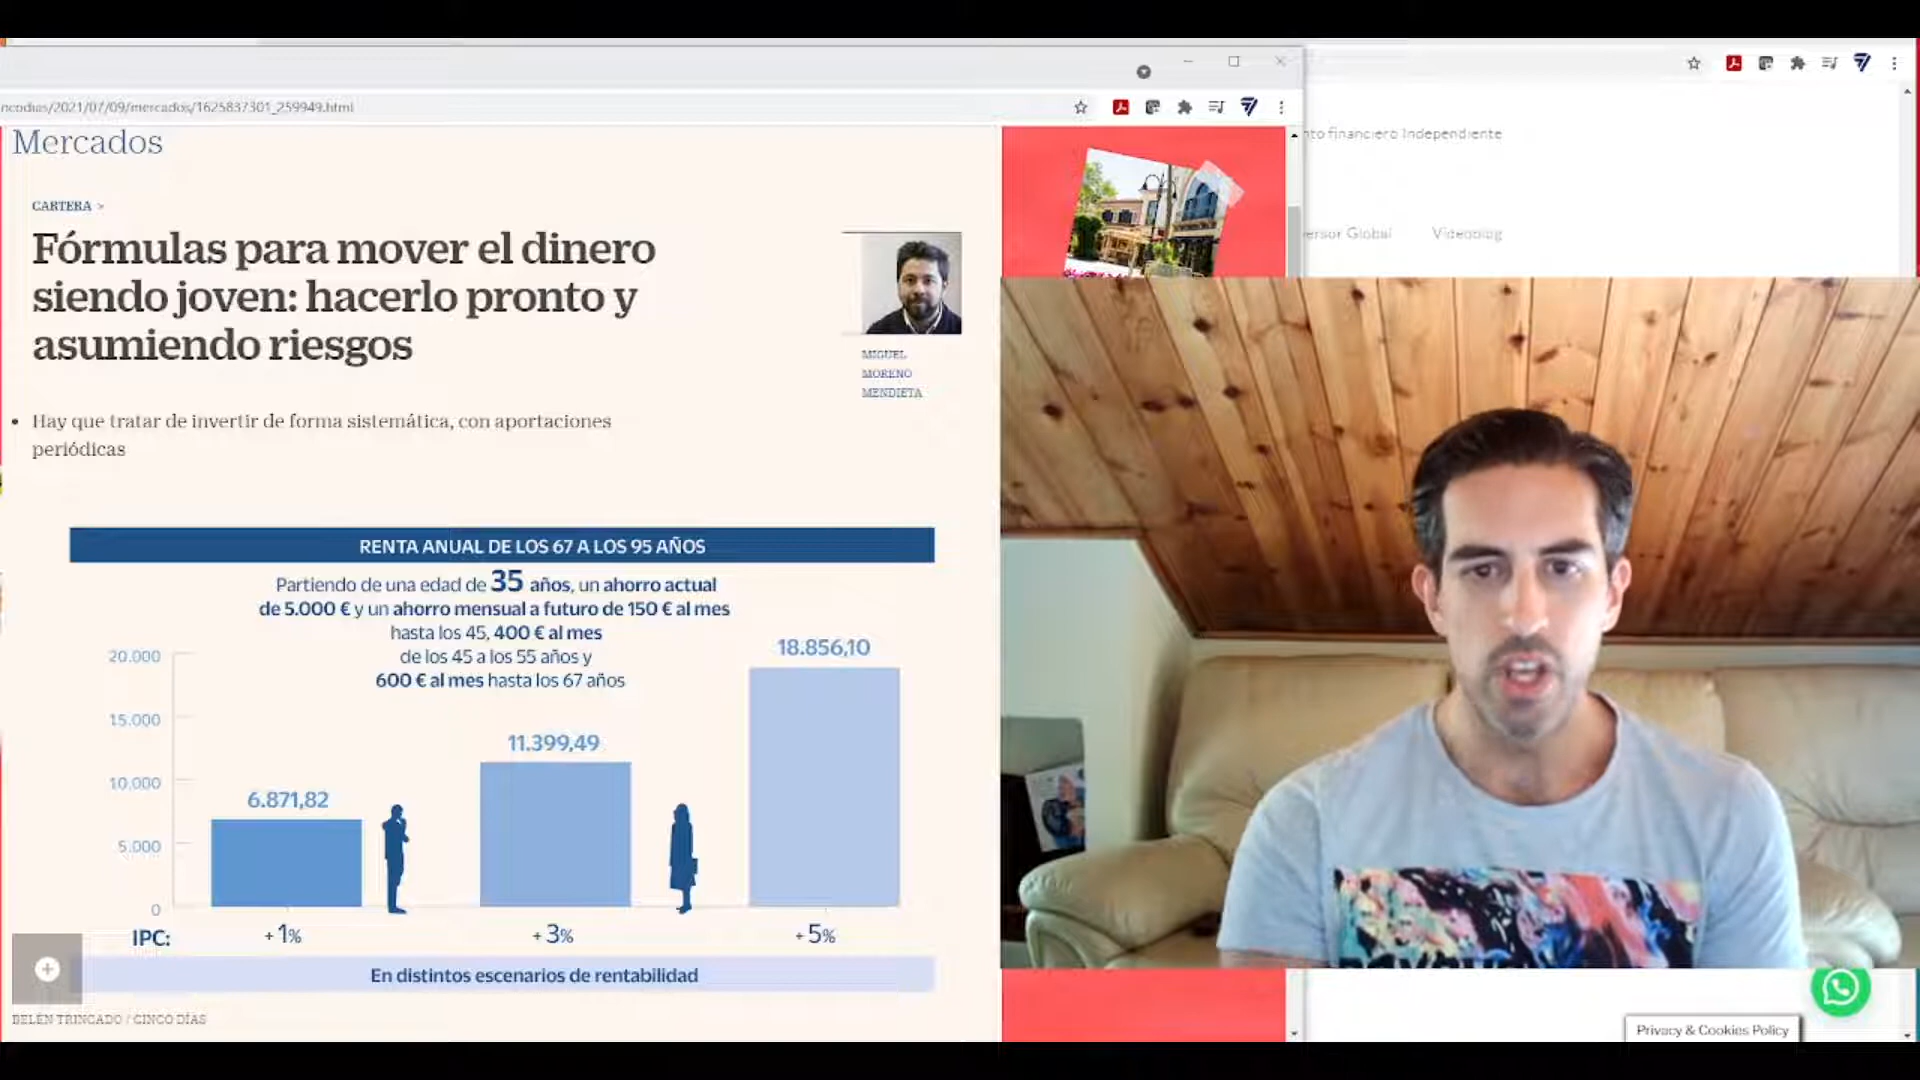 ncodias/2021/07/09/mercados/1625837301_259949.html
Mercados
CARTERA >
Fórmulas para mover el dinero
siendo joven: hacerlo pronto y
asumiendo riesgos
MIGUEL
MORENO
MENDIETA
• Hay que tratar de invertir de forma sistemática, con aportaciones
periódicas
RENTA ANUAL DE LOS 67 A LOS 95 AÑOS
Partiendo de una edad de 35 años, un ahorro actual
de 5.000 € y un ahorro mensual a futuro de 150 € al mes
hasta los 45, 400 € al mes
de los 45 a los 55 años y
600 € al mes hasta los 67 años
20.000
15.000
10.000
5.000
0
6.871,82
11.399,49
18.856,10
IPC:
+ 1%
+ 3%
+ 5%
En distintos escenarios de rentabilidad
BELÉN TRINCADO / CINCO DÍAS
nto financiero Independiente
ersor Global
Videoblog
Privacy & Cookies Policy